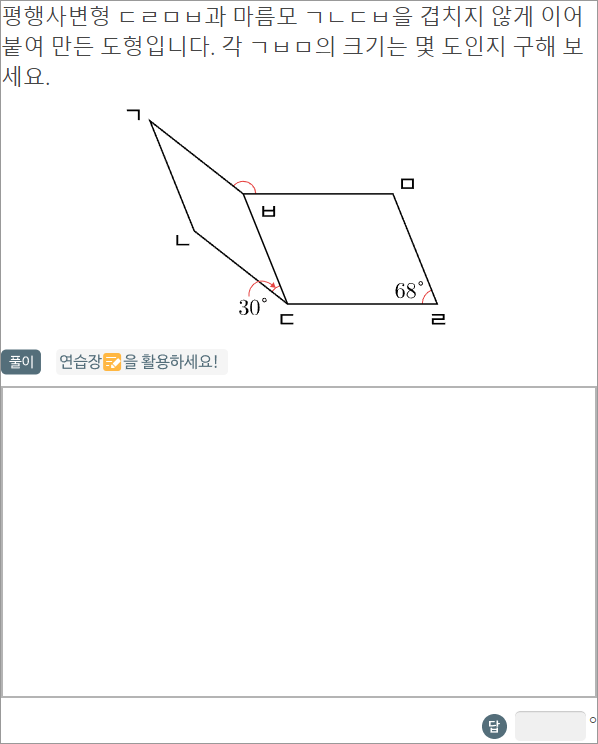 평행사변형 ㄷㄹㅁㅂ과 마름모 ㄱㄴㄷㅂ을 겹치지 않게 이어
붙여 만든 도형입니다. 각 ㄱㅂㅁ의 크기는 몇 도인지 구해 보
세요.
ㄱ
ㅁ
ㅂ
ㄴ
68°
30°
ㄷ
ㄹ
풀이 연습장📝을 활용하세요!
답 °